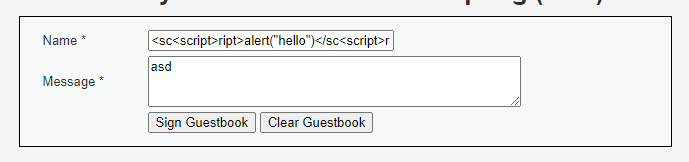 Name * <sc<script>ript>alert("hello")</sc<script>r
Message * asd
Sign Guestbook Clear Guestbook